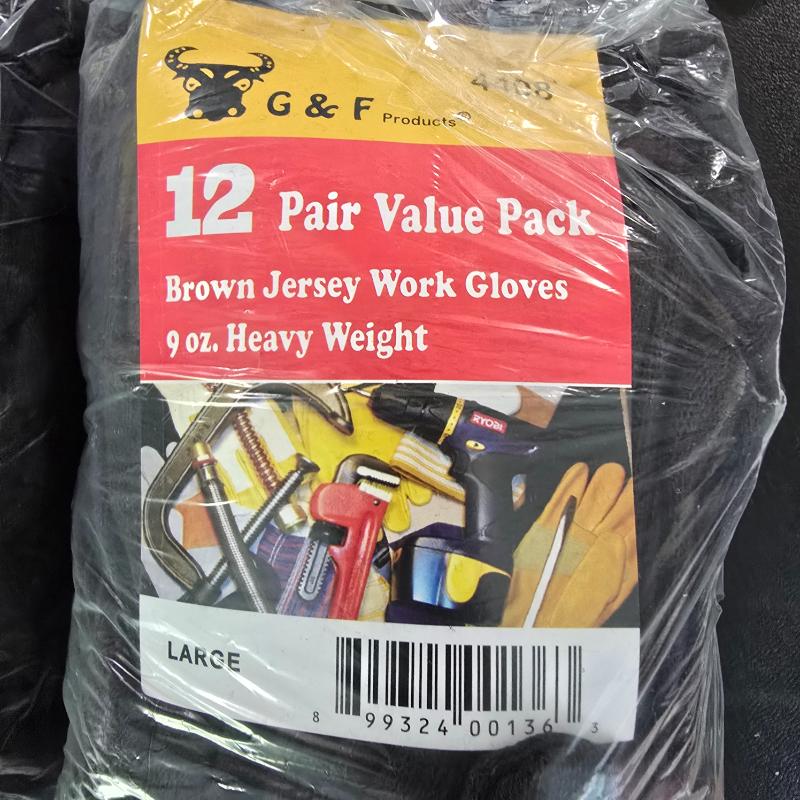 G & F Products®
4408
12 Pair Value Pack
Brown Jersey Work Gloves
9 oz. Heavy Weight
RYOBI
LARGE
8 99324 00136 3